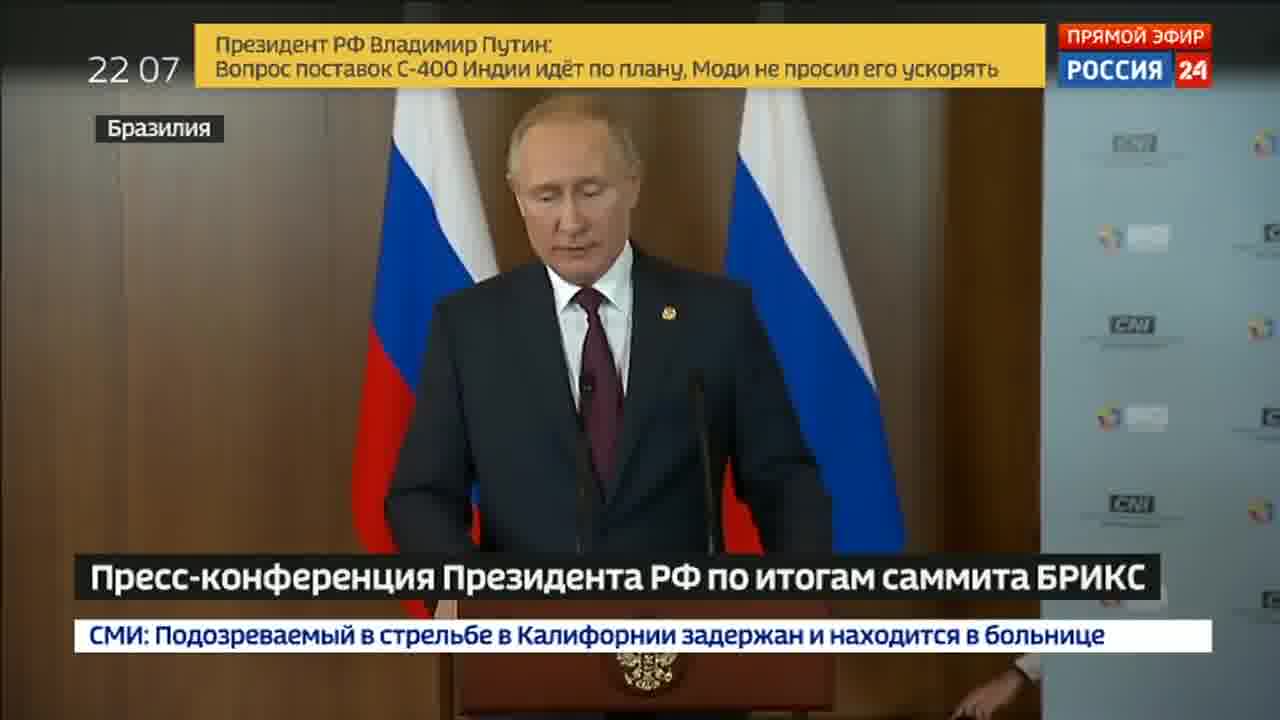 22 07
Президент РФ Владимир Путин:
Вопрос поставок С-400 Индии идёт по плану, Моди не просил его ускорять
ПРЯМОЙ ЭФИР
РОССИЯ 24
Бразилия
CNI
CNI
CNI
Пресс-конференция Президента РФ по итогам саммита БРИКС
СМИ: Подозреваемый в стрельбе в Калифорнии задержан и находится в больнице